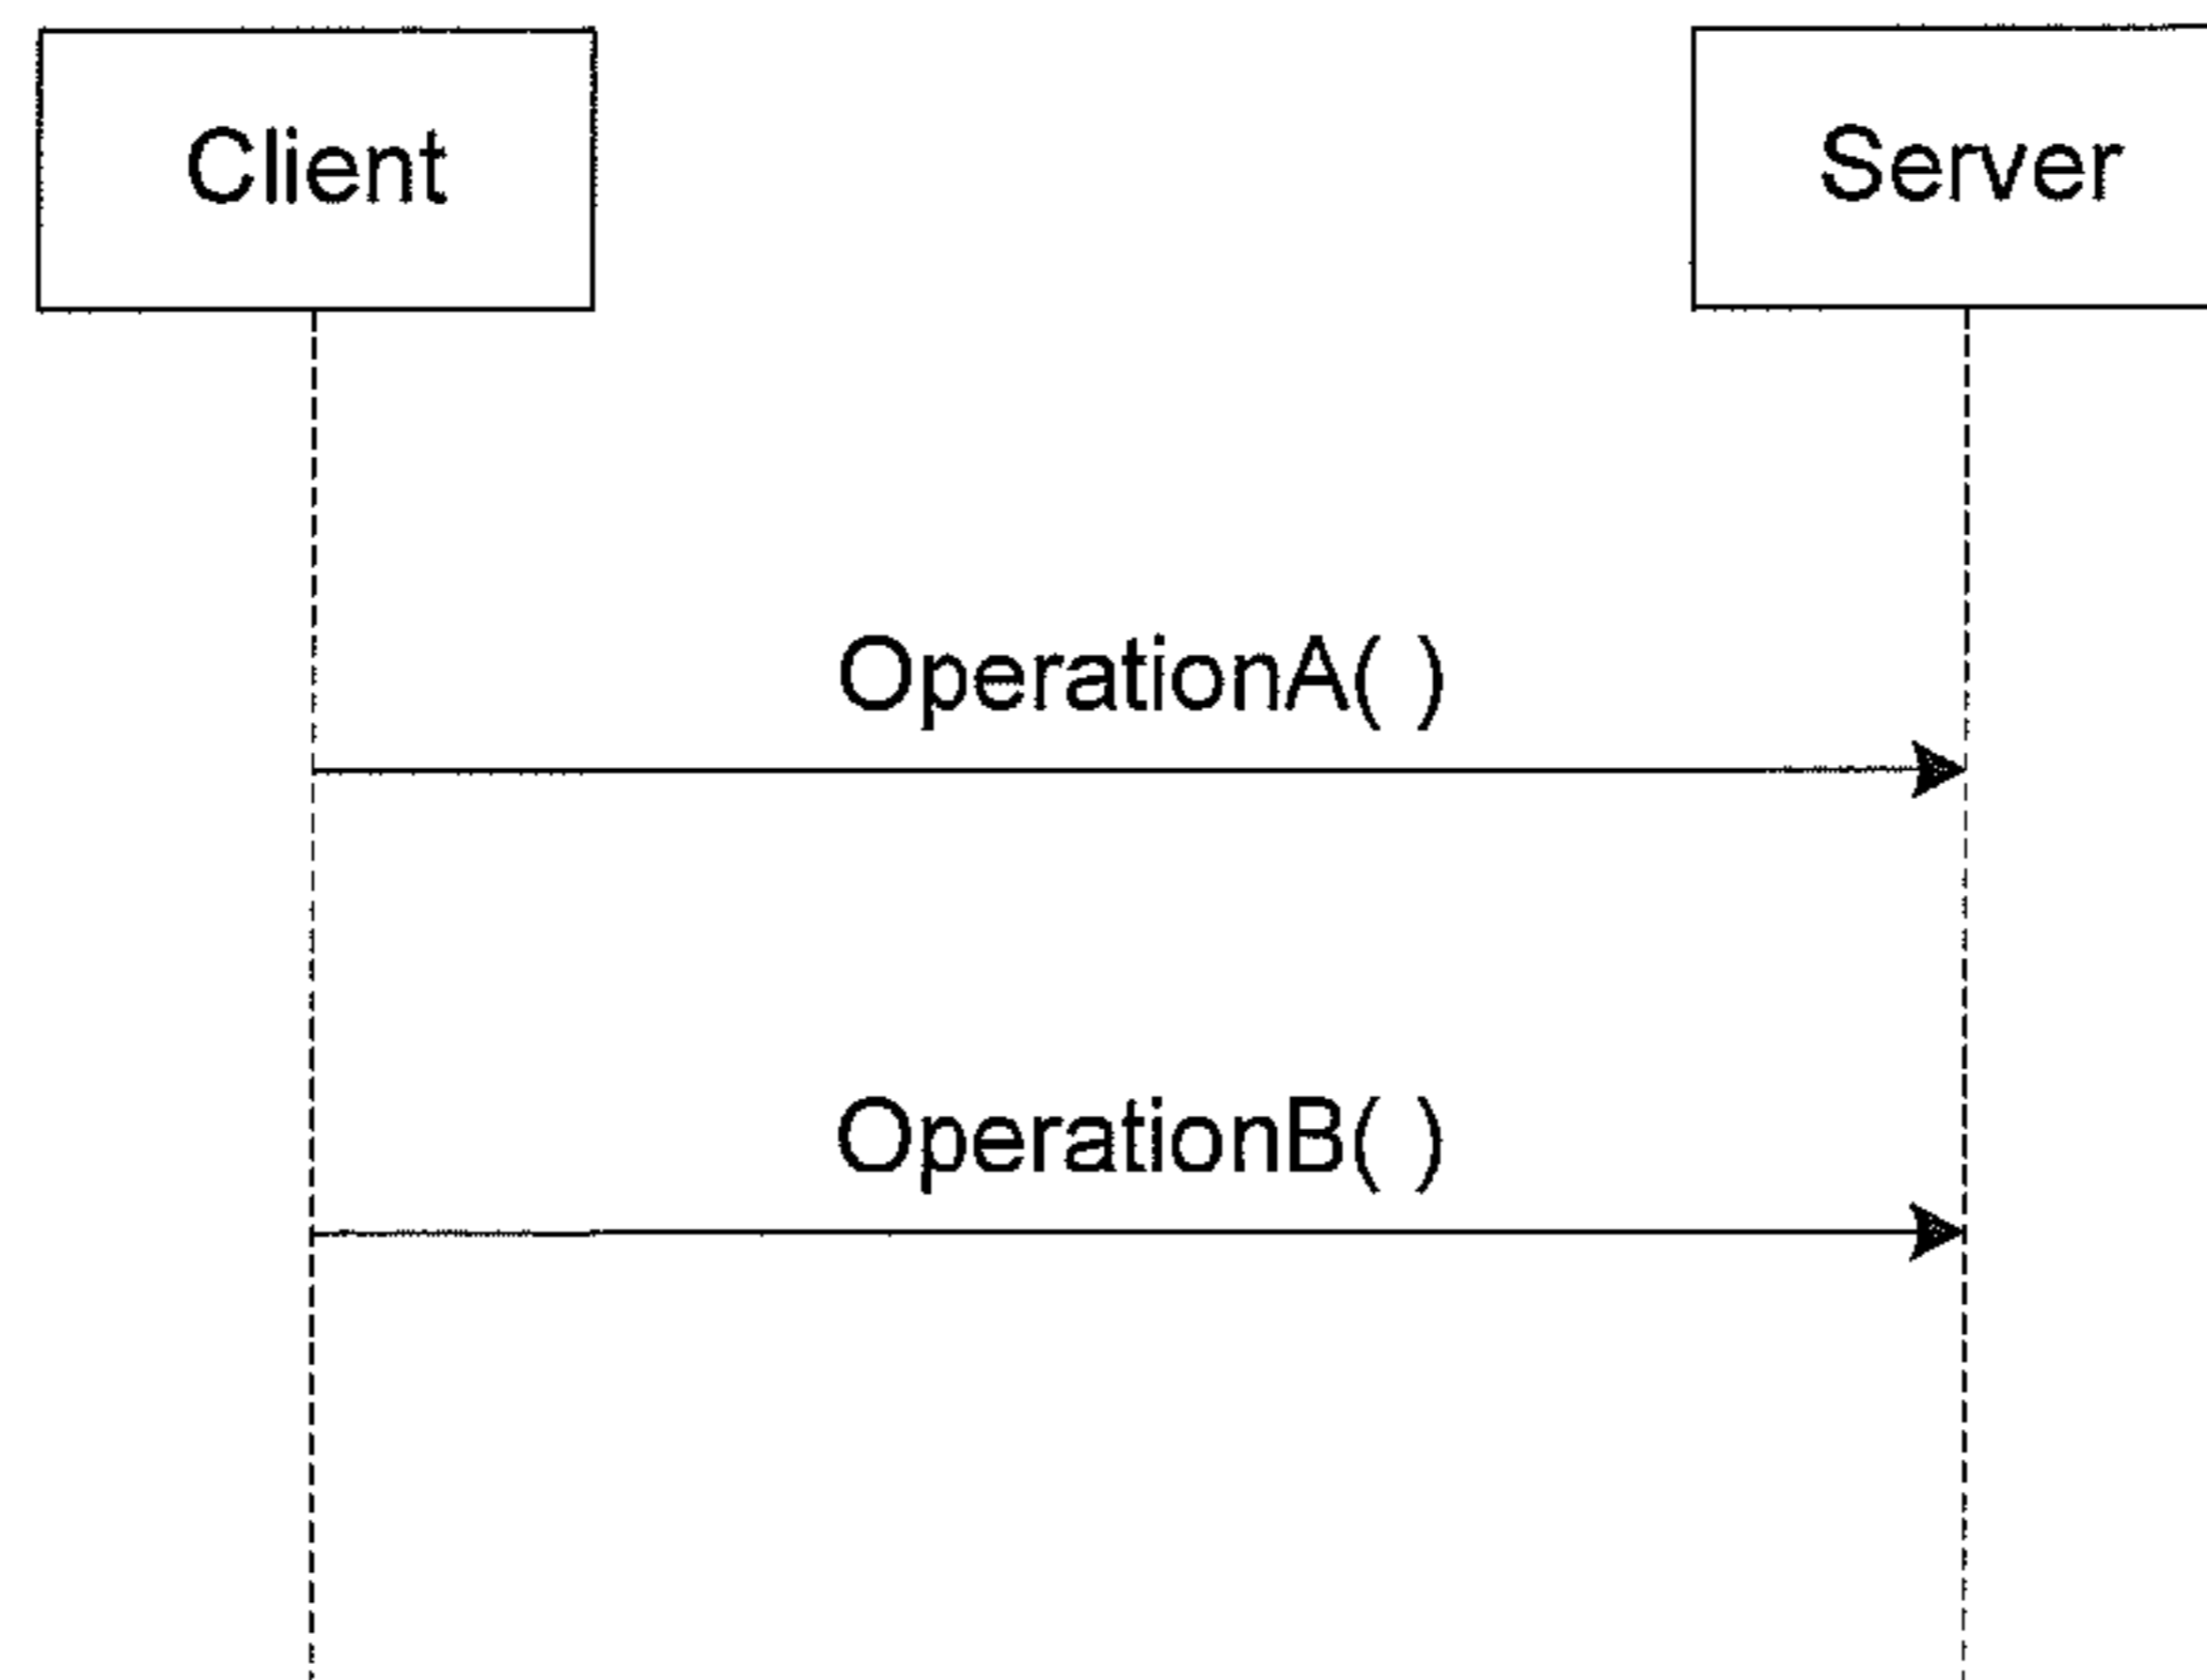 Client
Server
OperationA( )
OperationB( )